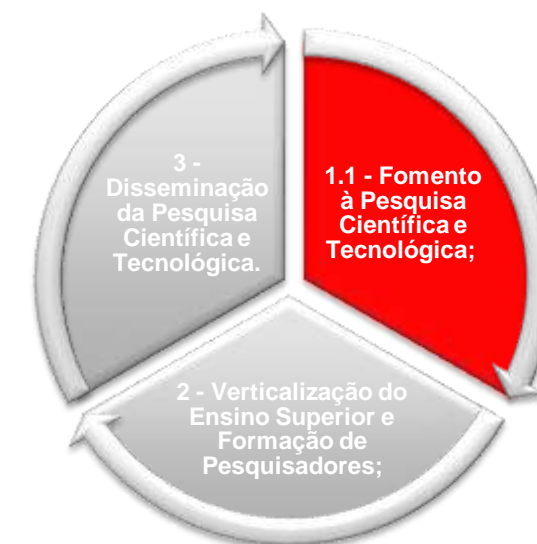 3 -
Disseminação
da Pesquisa
Científica e
Tecnológica.
1.1 - Fomento
à Pesquisa
Científica e
Tecnológica;
2 - Verticalização do
Ensino Superior e
Formação de
Pesquisadores;